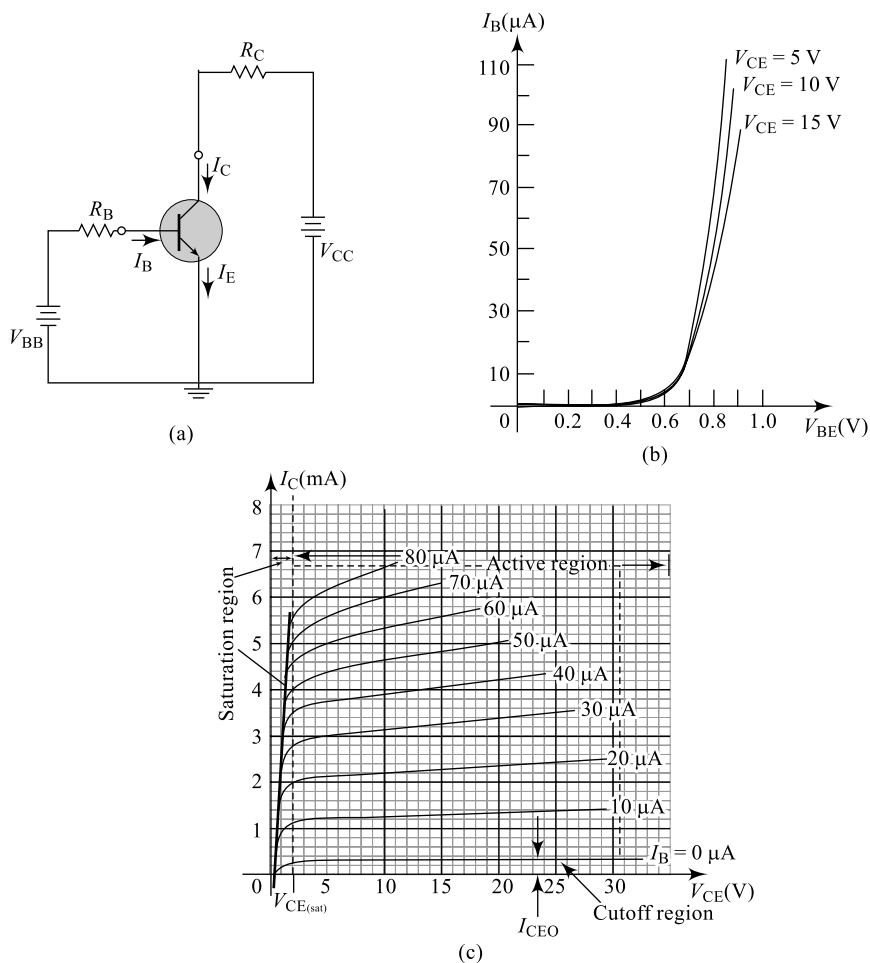 R_C
I_C
R_B
I_B
I_E
V_CC
V_BB
(a)
I_B(μA)
V_CE = 5 V
V_CE = 10 V
V_CE = 15 V
110
90
70
50
30
10
0 0.2 0.4 0.6 0.8 1.0 V_BE(V)
(b)
I_C(mA)
8
7
6
5
4
3
2
1
80 μA
Active region
70 μA
60 μA
50 μA
40 μA
30 μA
20 μA
10 μA
I_B = 0 μA
Saturation region
0 5 10 15 20 25 30 V_CE(V)
V_CE(sat)
Cutoff region
I_CEO
(c)